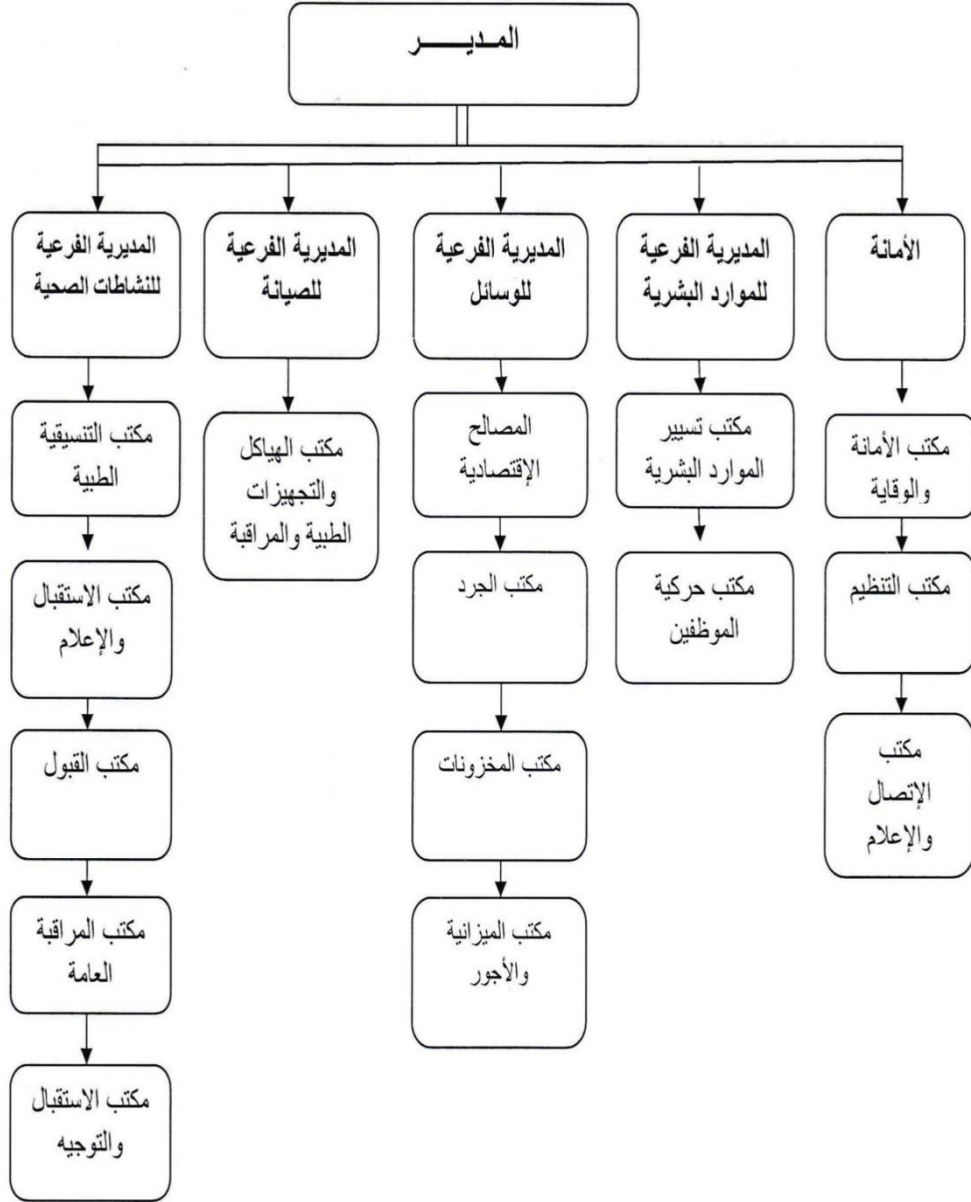 المديـــــر
الأمانة
المديرية الفرعية
للموارد البشرية
المديرية الفرعية
للوسائل
المديرية الفرعية
للصيانة
المديرية الفرعية
للنشاطات الصحية
مكتب الأمانة
والوقاية
مكتب التنظيم
مكتب
الإتصال
والإعلام
مكتب تسيير
الموارد البشرية
مكتب حركية
الموظفين
المصالح
الإقتصادية
مكتب الجرد
مكتب المخزونات
مكتب الميزانية
والأجور
مكتب الهياكل
والتجهيزات
الطبية والمراقبة
مكتب التنسيقية
الطبية
مكتب الاستقبال
والإعلام
مكتب القبول
مكتب المراقبة
العامة
مكتب الاستقبال
والتوجيه